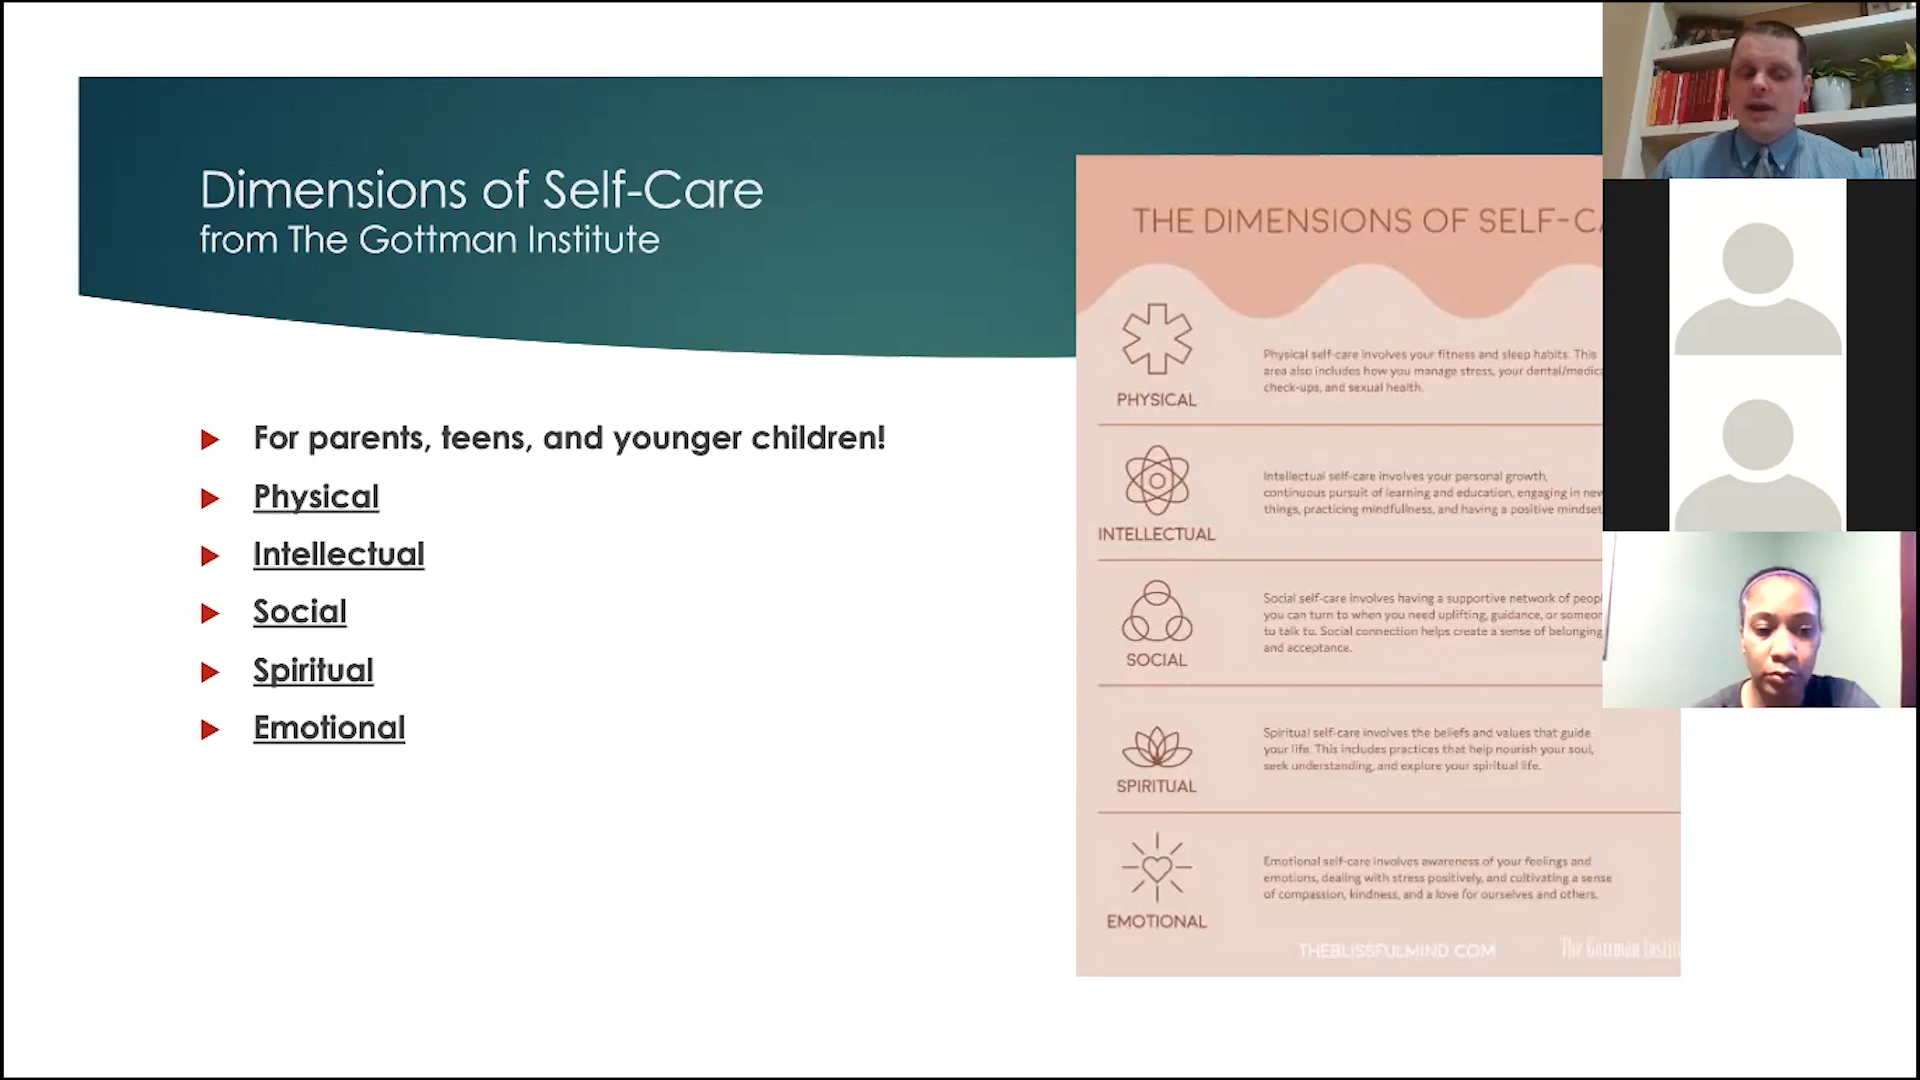 Dimensions of Self-Care
from The Gottman Institute
For parents, teens, and younger children!
Physical
Intellectual
Social
Spiritual
Emotional
THE DIMENSIONS OF SELF-C
PHYSICAL
Physical self-care involves your fitness and sleep habits. This
area also includes how you manage stress, your dental/medic
check-ups, and sexual health.
INTELLECTUAL
Intellectual self-care involves your personal growth,
continuous pursuit of learning and education, engaging in new
things, practicing mindfullness, and having a positive mindset
SOCIAL
Social self-care involves having a supportive network of peopl
you can turn to when you need uplifting, guidance, or someon
to talk to. Social connection helps create a sense of belonging
and acceptance.
SPIRITUAL
Spiritual self-care involves the beliefs and values that guide
your life. This includes practices that help nourish your soul,
seek understanding, and explore your spiritual life.
EMOTIONAL
Emotional self-care involves awareness of your feelings and
emotions, dealing with stress positively, and cultivating a sense
of compassion, kindness, and a love for ourselves and others.
THEBLISSFULMIND.COM
The Gottman Institu